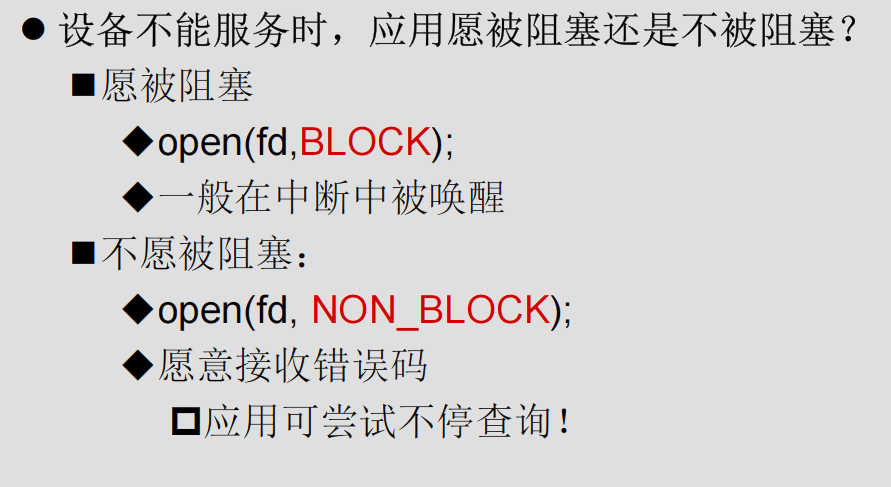 ● 设备不能服务时，应用愿被阻塞还是不被阻塞？
■愿被阻塞
◆open(fd,BLOCK);
◆一般在中断中被唤醒
■不愿被阻塞：
◆open(fd, NON_BLOCK);
◆愿意接收错误码
❑应用可尝试不停查询！